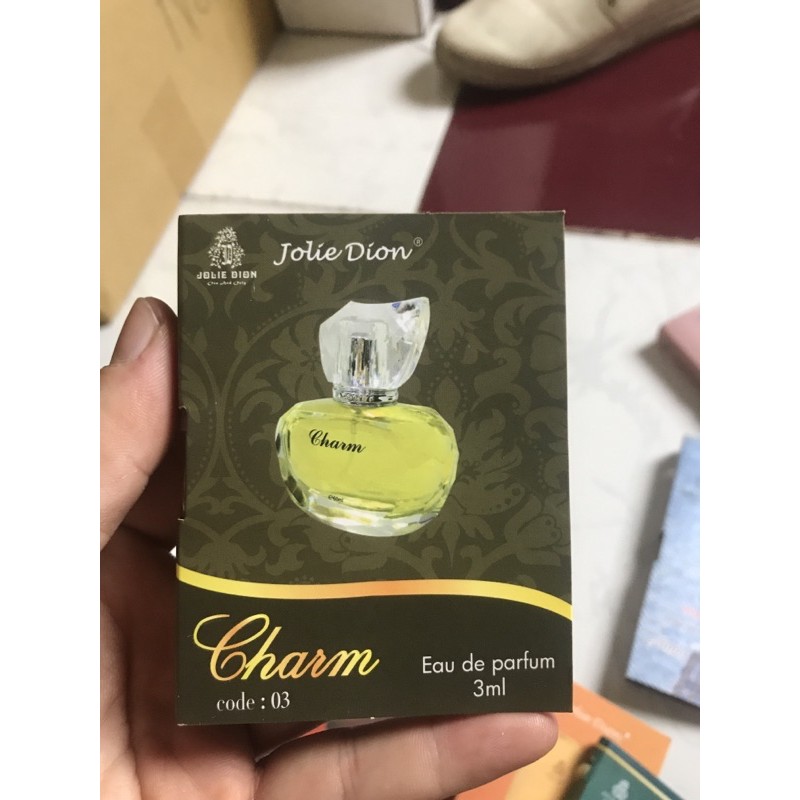 JOLIE DION
One And Only
Jolie Dion®
Charm
Charm
code : 03
Eau de parfum
3ml